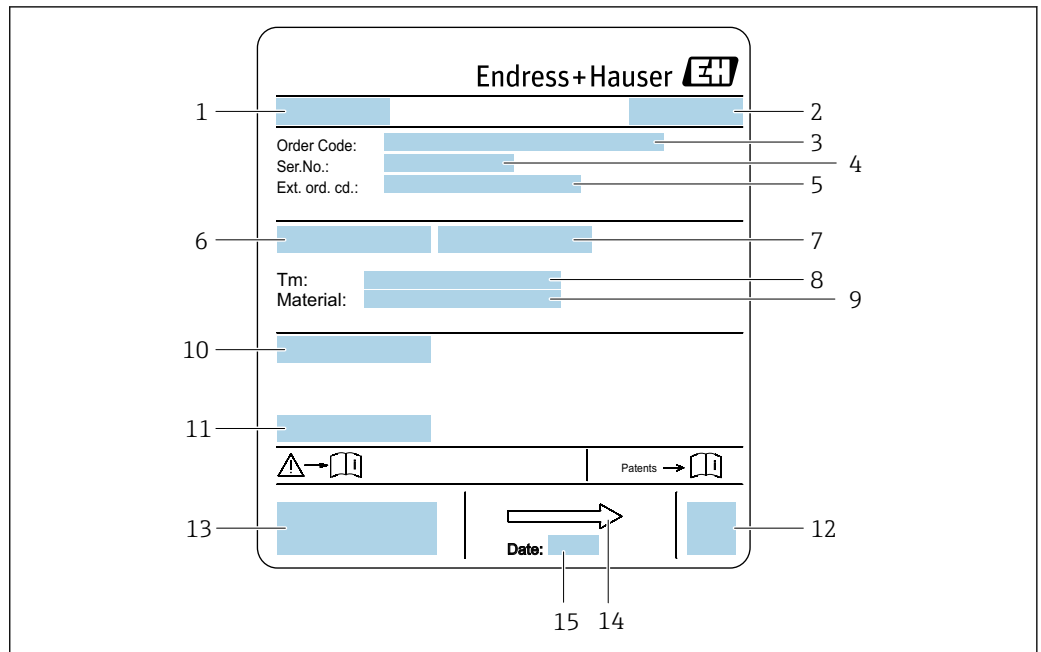 Endress+Hauser EH
1 2
Order Code: 3
Ser.No.: 4
Ext. ord. cd.: 5
6 7
Tm: 8
Material: 9
10
11
Patents
13 12
Date:
15 14